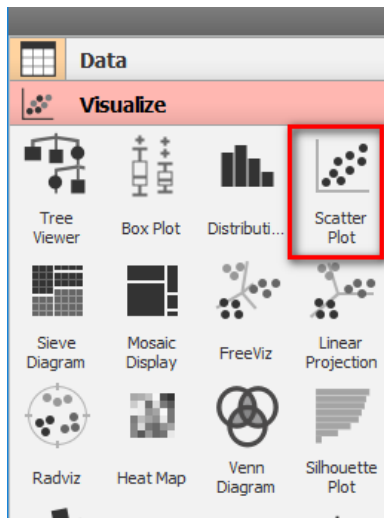 Data
Visualize
Tree
Viewer
Box Plot
Distributi...
Scatter
Plot
Sieve
Diagram
Mosaic
Display
FreeViz
Linear
Projection
Radviz
Heat Map
Venn
Diagram
Silhouette
Plot